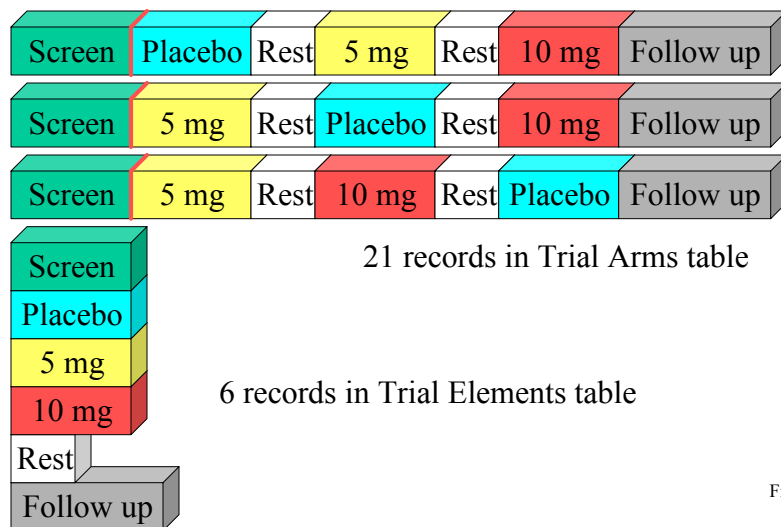 Screen Placebo Rest 5 mg Rest 10 mg Follow up
Screen 5 mg Rest Placebo Rest 10 mg Follow up
Screen 5 mg Rest 10 mg Rest Placebo Follow up
21 records in Trial Arms table
Screen
Placebo
5 mg
10 mg
6 records in Trial Elements table
Rest
Follow up